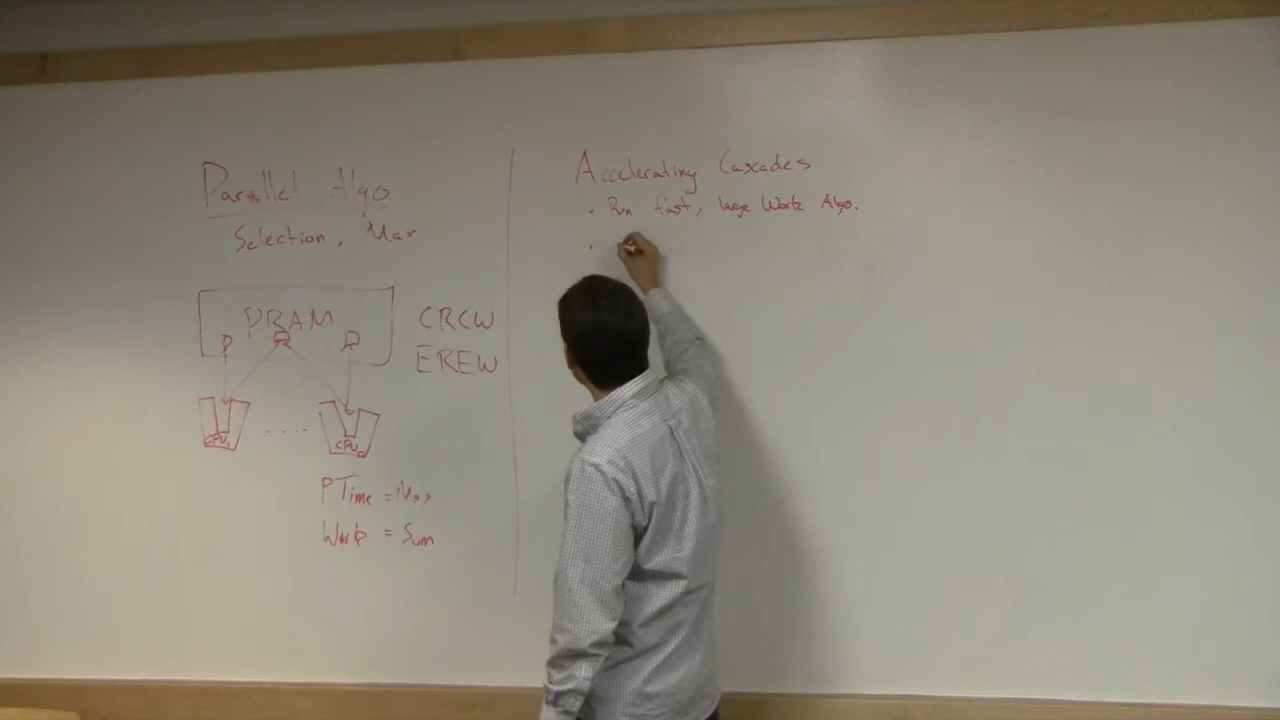 Parallel Algo
Selection, Max
PRAM
CRCW
EREW
D
D
CPU
CPU
PTime = Max
Work = Sum
Accelerating Cascades
· Run fast, large Work Algo.
·